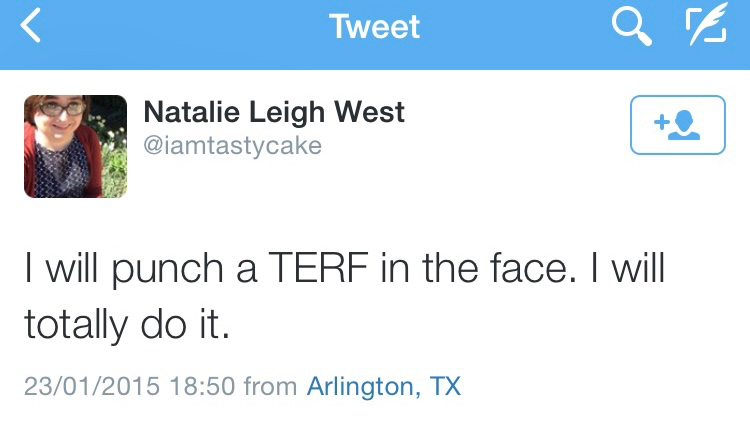 Tweet
Natalie Leigh West
@iamtastycake
I will punch a TERF in the face. I will
totally do it.
23/01/2015 18:50 from Arlington, TX